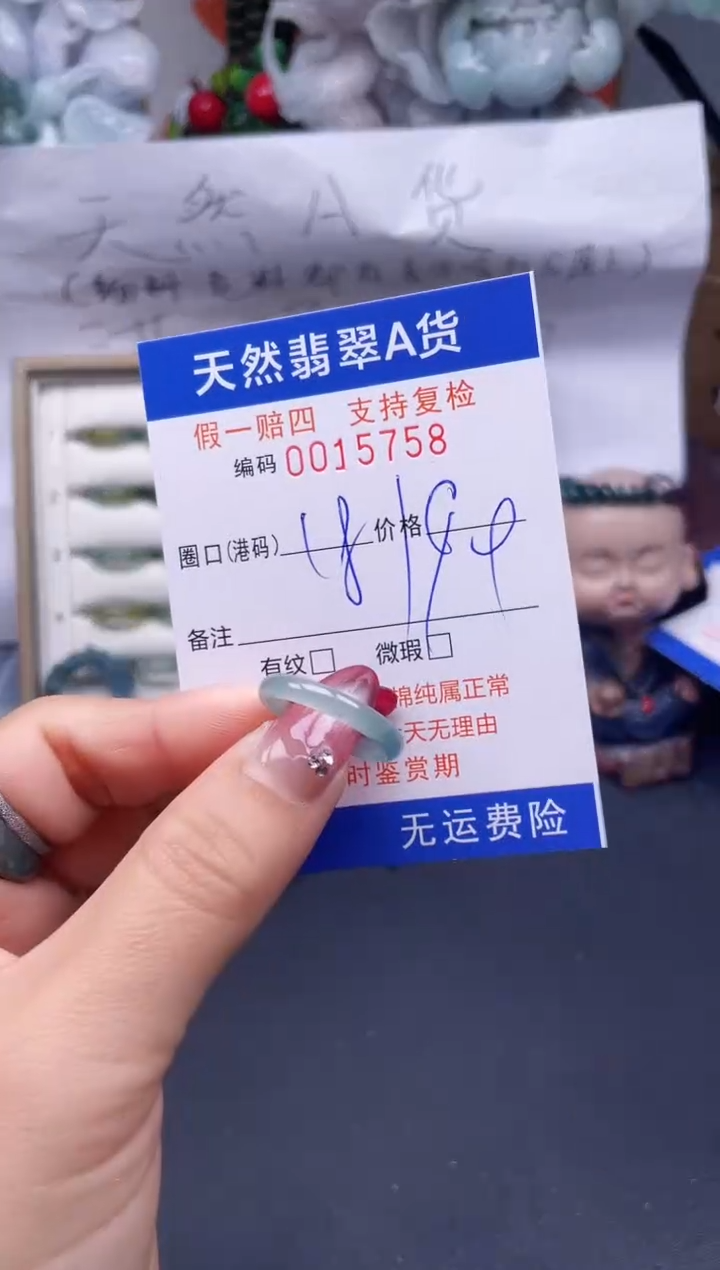 天然A货
天然翡翠A货
假一赔四 支持复检
编码 0015758
圈口(港码) 18 价格 199
备注
有纹□ 微瑕□
棉纯属正常
天无理由
时鉴赏期
无运费险